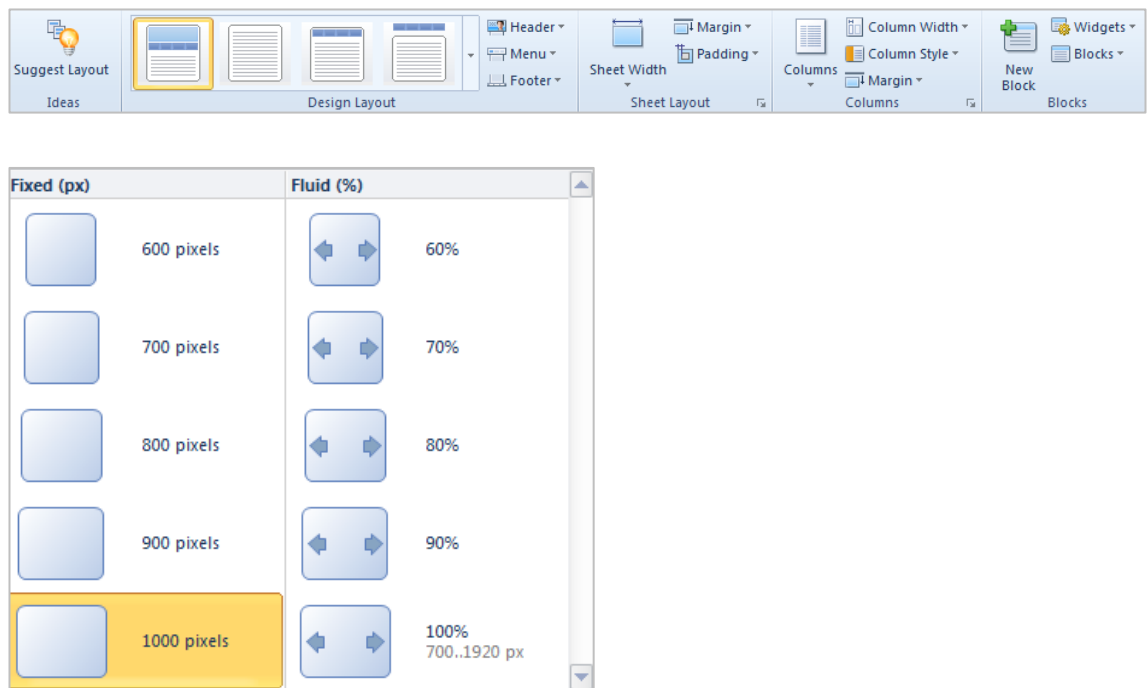 Suggest Layout
Ideas
Header
Menu
Footer
Design Layout
Sheet Width
Margin
Padding
Sheet Layout
Columns
Column Width
Column Style
Margin
Columns
New
Block
Widgets
Blocks
Blocks
Fixed (px) Fluid (%)
600 pixels 60%
700 pixels 70%
800 pixels 80%
900 pixels 90%
1000 pixels 100%
700..1920 px